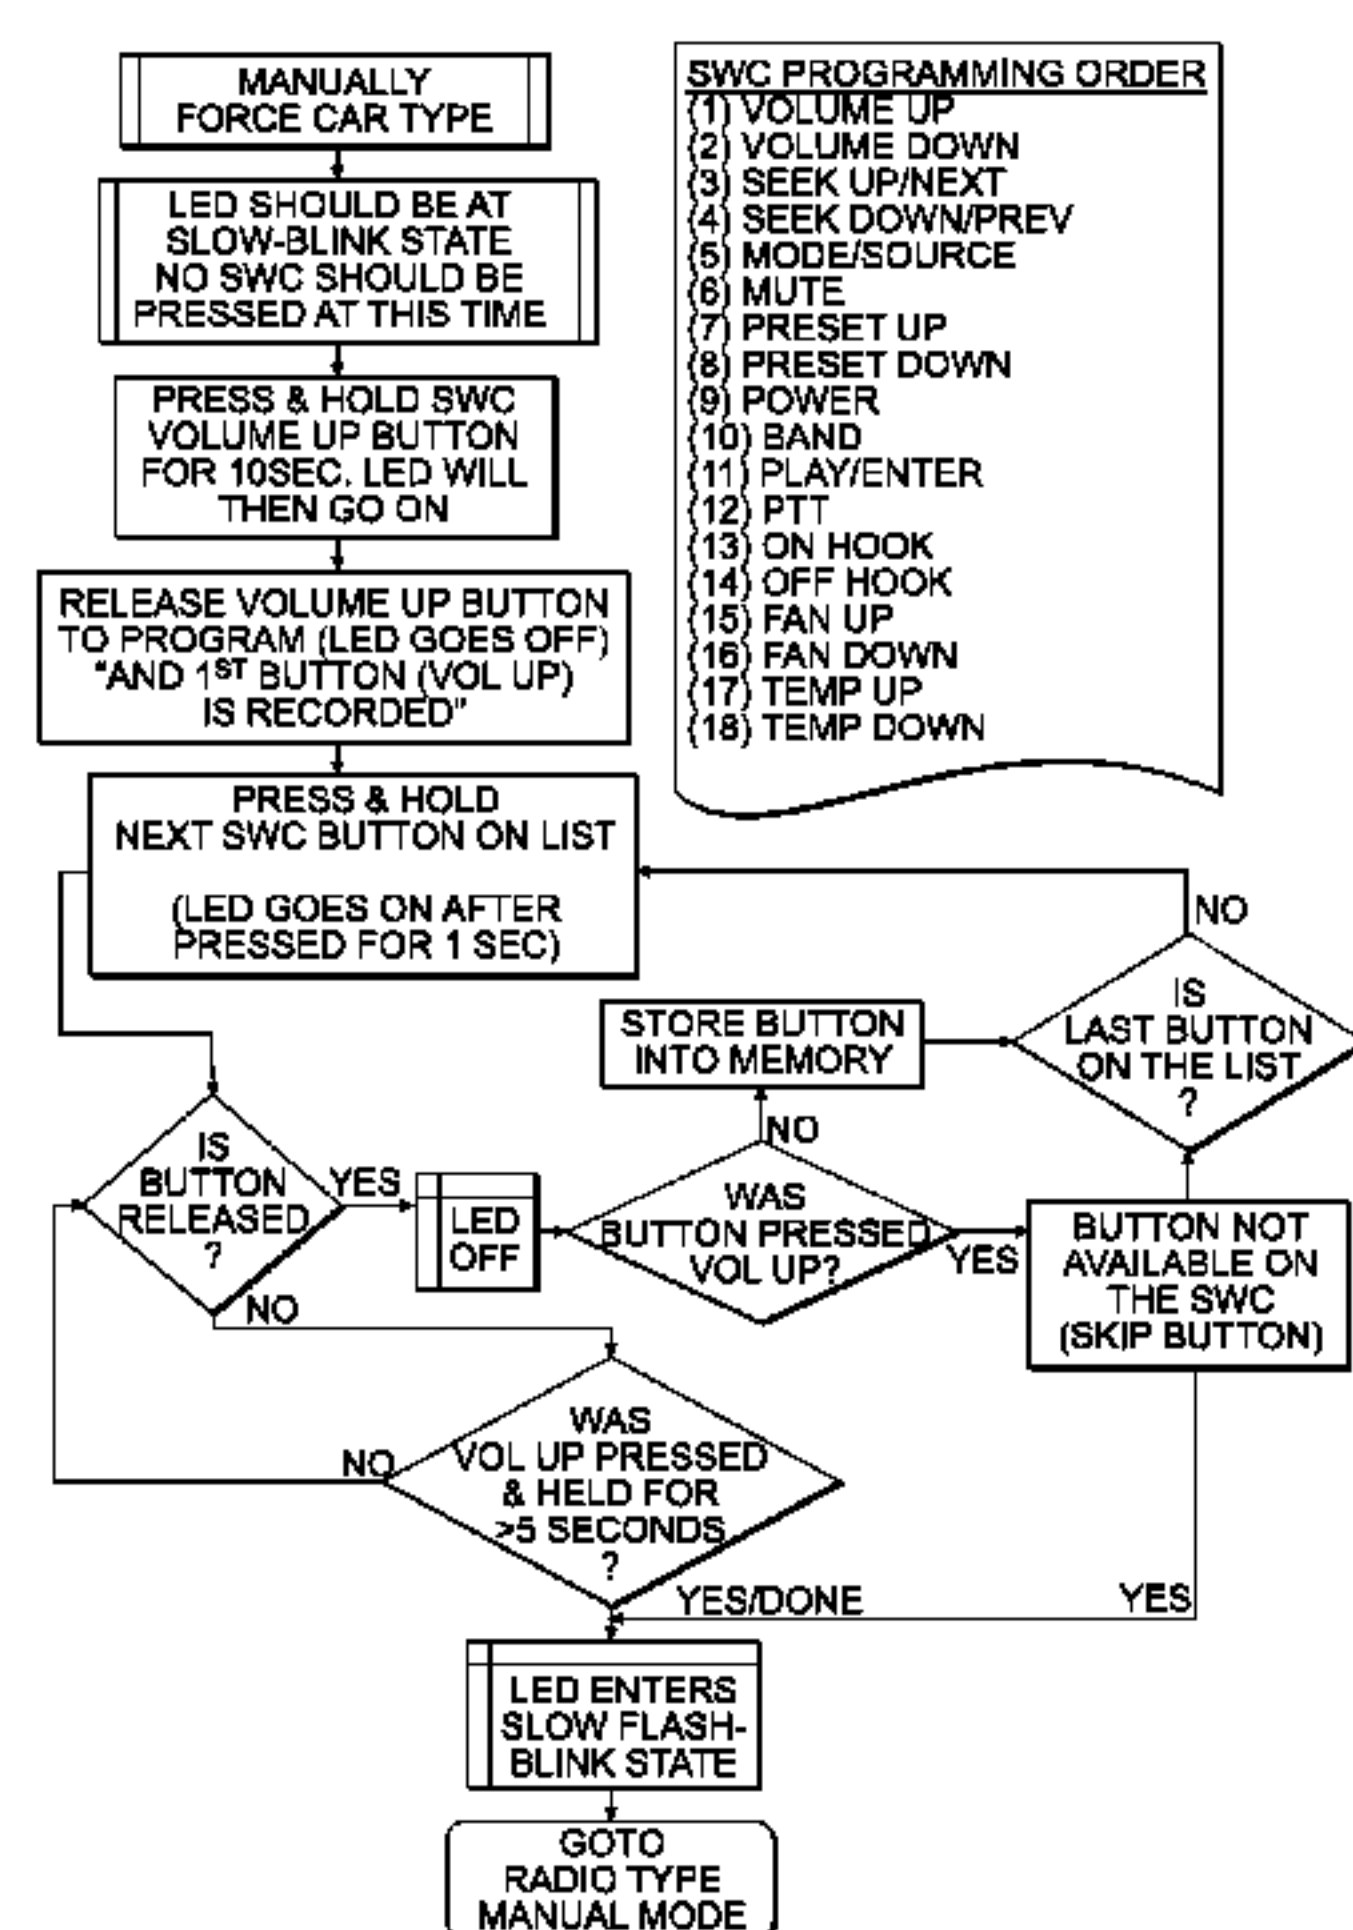 MANUALLY
FORCE CAR TYPE
LED SHOULD BE AT
SLOW-BLINK STATE
NO SWC SHOULD BE
PRESSED AT THIS TIME
PRESS & HOLD SWC
VOLUME UP BUTTON
FOR 10SEC. LED WILL
THEN GO ON
RELEASE VOLUME UP BUTTON
TO PROGRAM (LED GOES OFF)
“AND 1ST BUTTON (VOL UP)
IS RECORDED”
PRESS & HOLD
NEXT SWC BUTTON ON LIST
(LED GOES ON AFTER
PRESSED FOR 1 SEC)
SWC PROGRAMMING ORDER
(1) VOLUME UP
(2) VOLUME DOWN
(3) SEEK UP/NEXT
(4) SEEK DOWN/PREV
(5) MODE/SOURCE
(6) MUTE
(7) PRESET UP
(8) PRESET DOWN
(9) POWER
(10) BAND
(11) PLAY/ENTER
(12) PTT
(13) ON HOOK
(14) OFF HOOK
(15) FAN UP
(16) FAN DOWN
(17) TEMP UP
(18) TEMP DOWN
NO
IS
LAST BUTTON
ON THE LIST
?
STORE BUTTON
INTO MEMORY
NO
IS
BUTTON
RELEASED
?
YES
LED
OFF
WAS
BUTTON PRESSED
VOL UP?
YES
BUTTON NOT
AVAILABLE ON
THE SWC
(SKIP BUTTON)
NO
WAS
VOL UP PRESSED
& HELD FOR
>5 SECONDS
?
NO
YES/DONE
YES
LED ENTERS
SLOW FLASH-
BLINK STATE
GOTO
RADIO TYPE
MANUAL MODE